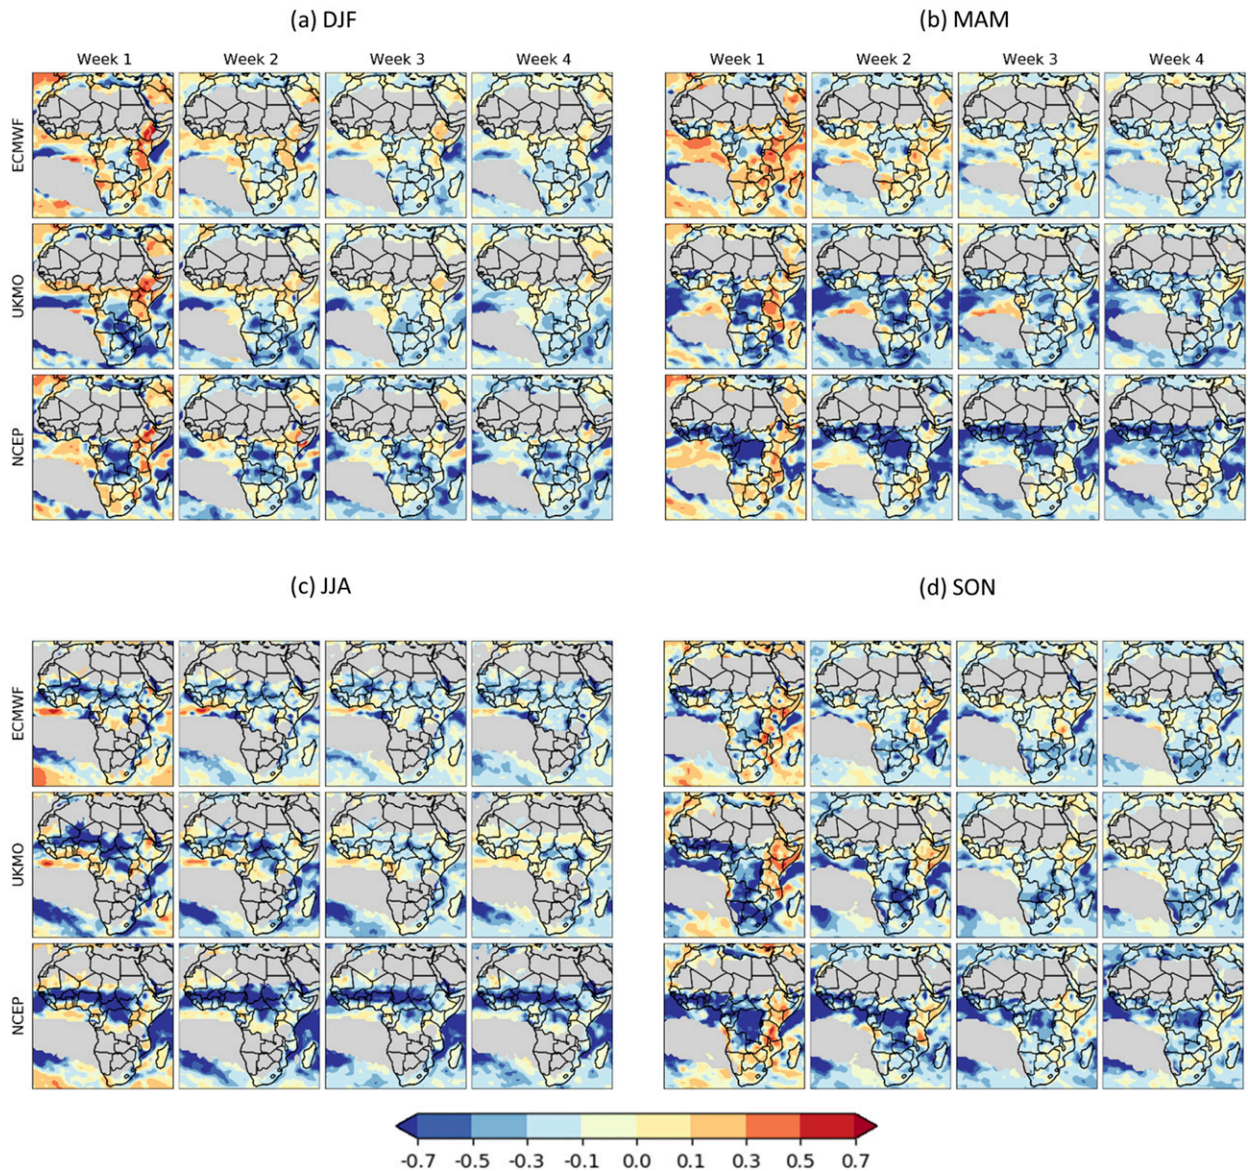 (a) DJF
(b) MAM
Week 1 Week 2 Week 3 Week 4
Week 1 Week 2 Week 3 Week 4
ECMWF
UKMO
NCEP
(c) JJA
(d) SON
ECMWF
UKMO
NCEP
-0.7 -0.5 -0.3 -0.1 0.0 0.1 0.3 0.5 0.7